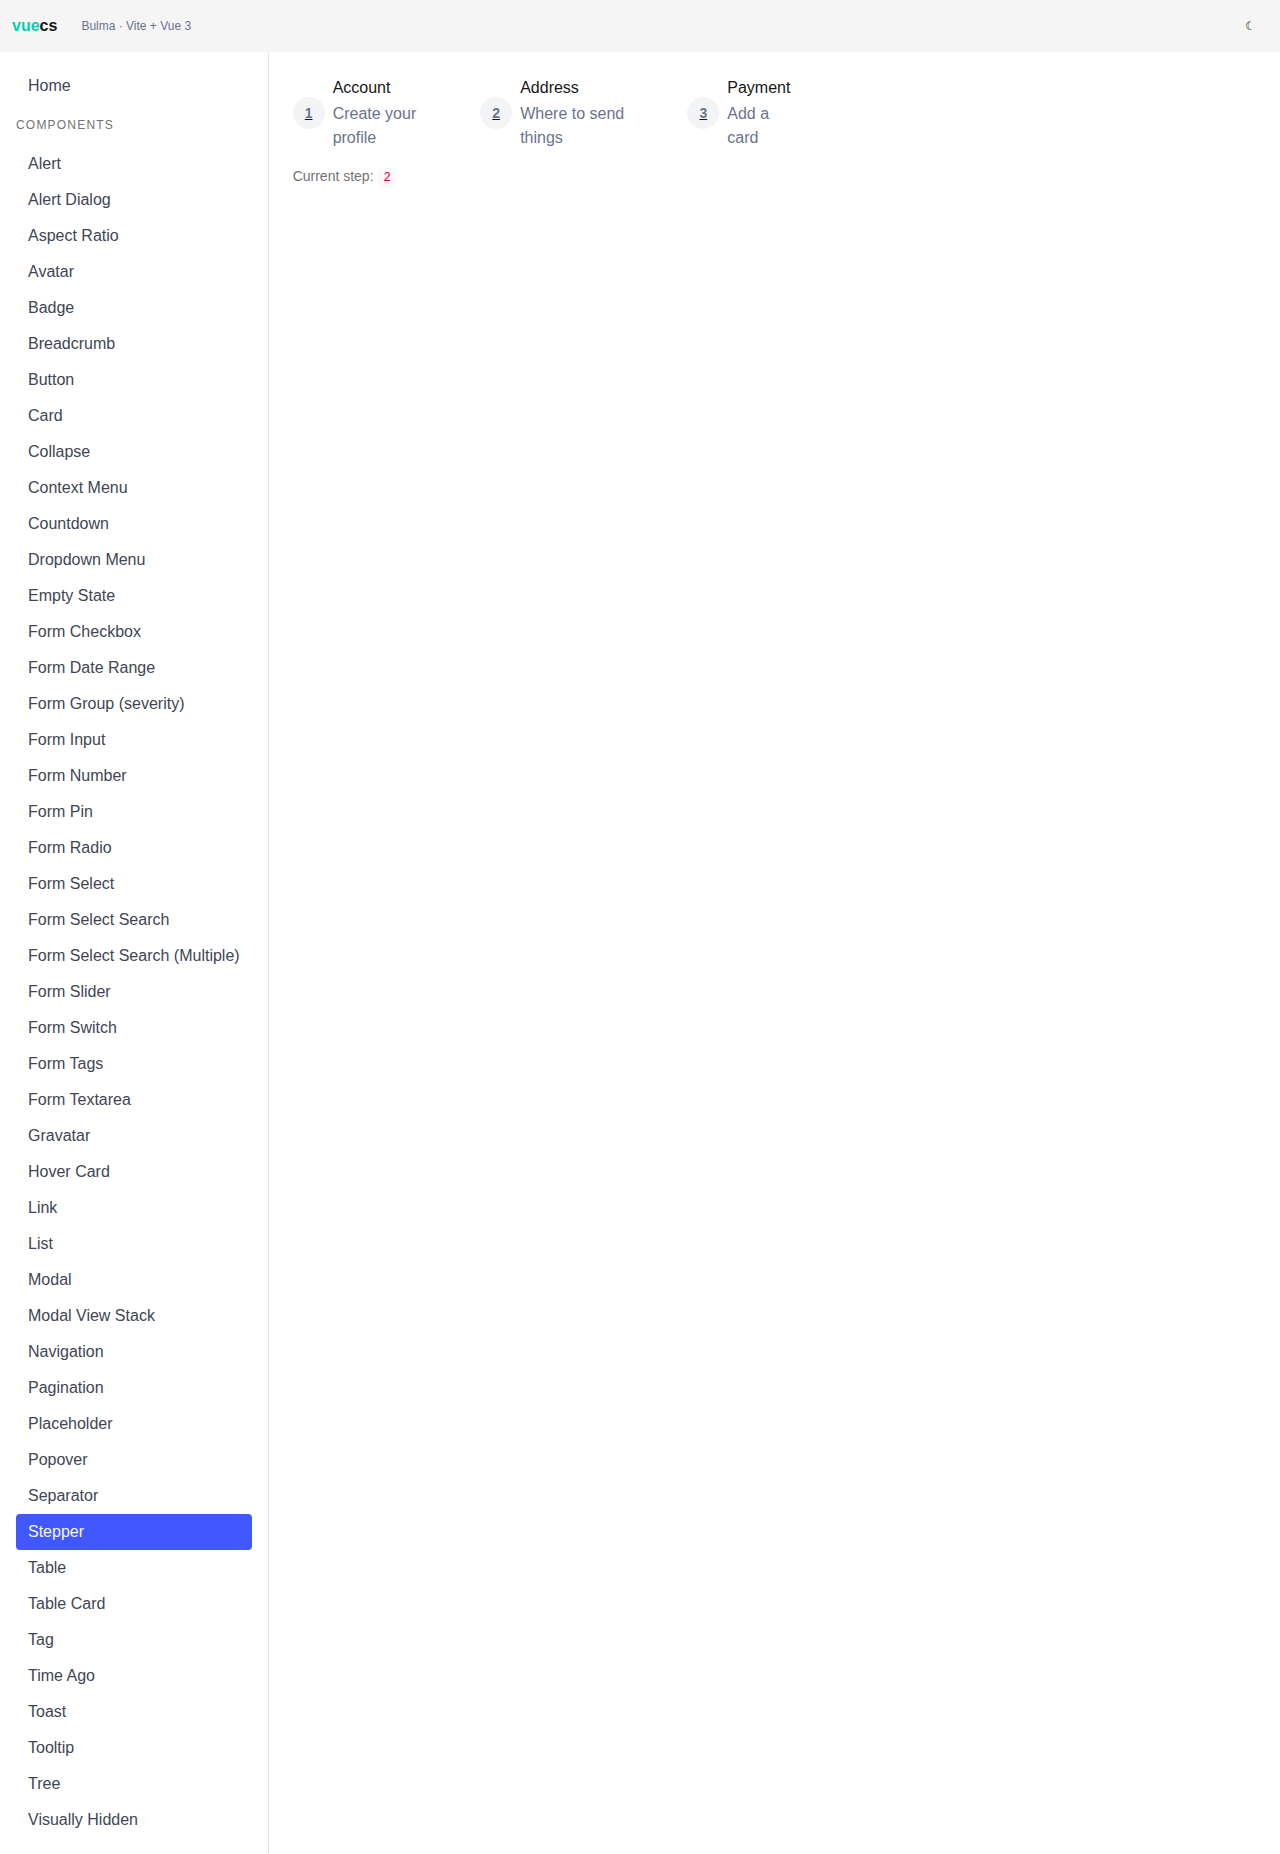 vuecs
Bulma · Vite + Vue 3
☾
Home
COMPONENTS
Alert
Alert Dialog
Aspect Ratio
Avatar
Badge
Breadcrumb
Button
Card
Collapse
Context Menu
Countdown
Dropdown Menu
Empty State
Form Checkbox
Form Date Range
Form Group (severity)
Form Input
Form Number
Form Pin
Form Radio
Form Select
Form Select Search
Form Select Search (Multiple)
Form Slider
Form Switch
Form Tags
Form Textarea
Gravatar
Hover Card
Link
List
Modal
Modal View Stack
Navigation
Pagination
Placeholder
Popover
Separator
Stepper
Table
Table Card
Tag
Time Ago
Toast
Tooltip
Tree
Visually Hidden
1
Account
Create your
profile
2
Address
Where to send
things
3
Payment
Add a
card
Current step: 2